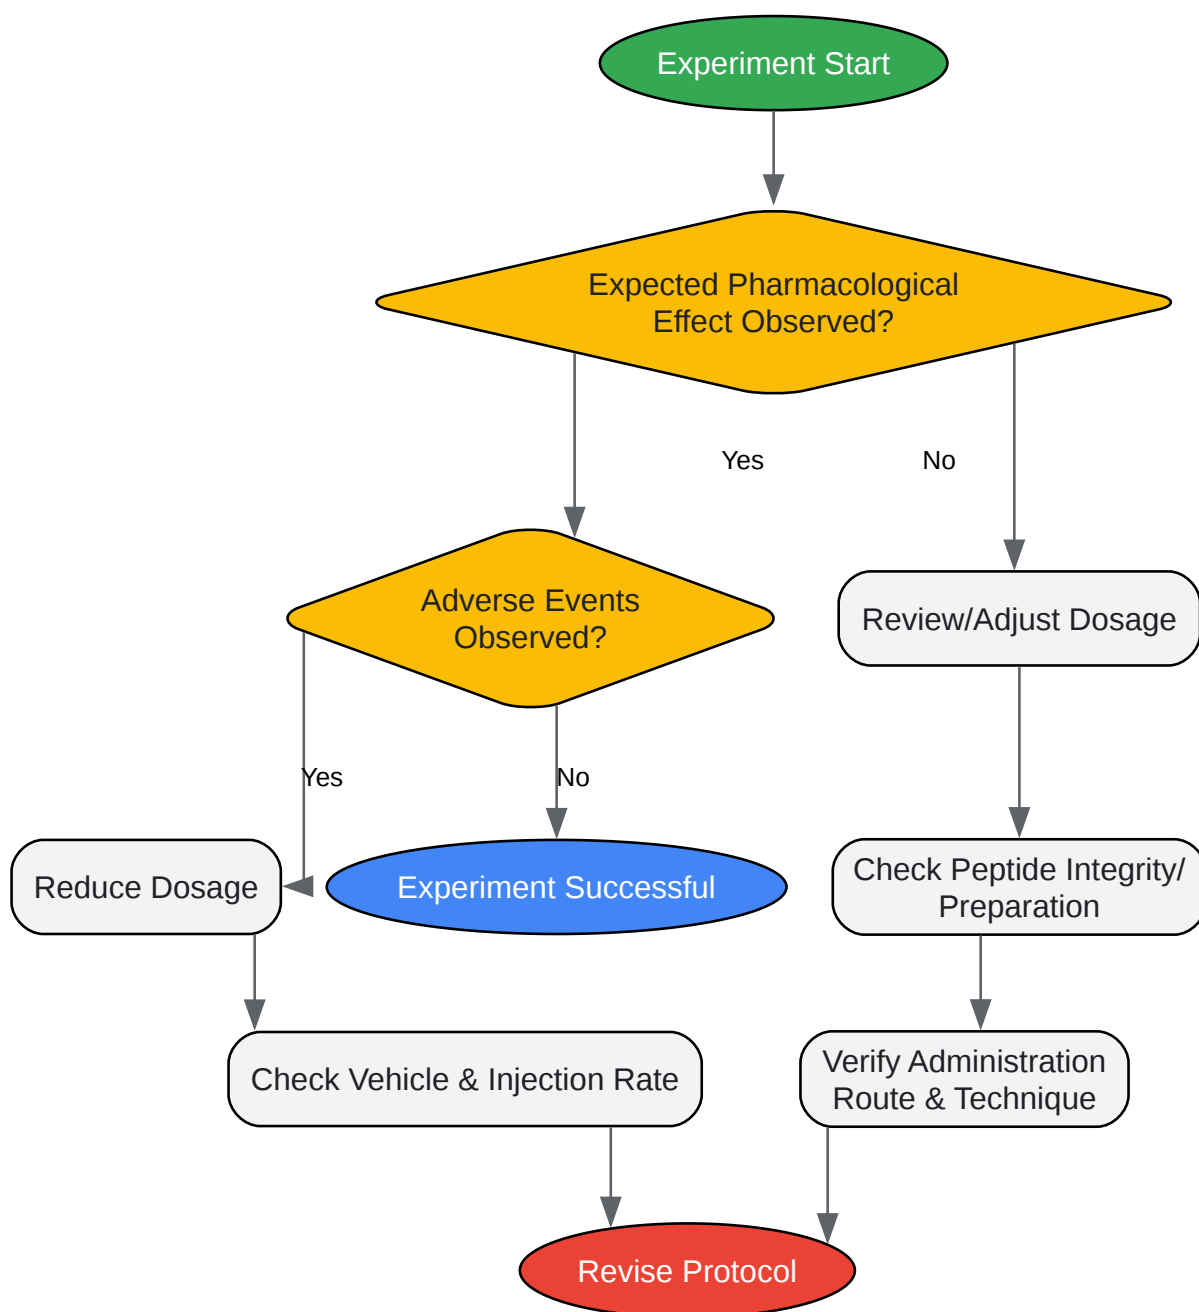 Experiment Start
Expected Pharmacological
Effect Observed?
Yes
No
Adverse Events
Observed?
Review/Adjust Dosage
Yes
No
Reduce Dosage
Experiment Successful
Check Peptide Integrity/
Preparation
Check Vehicle & Injection Rate
Verify Administration
Route & Technique
Revise Protocol